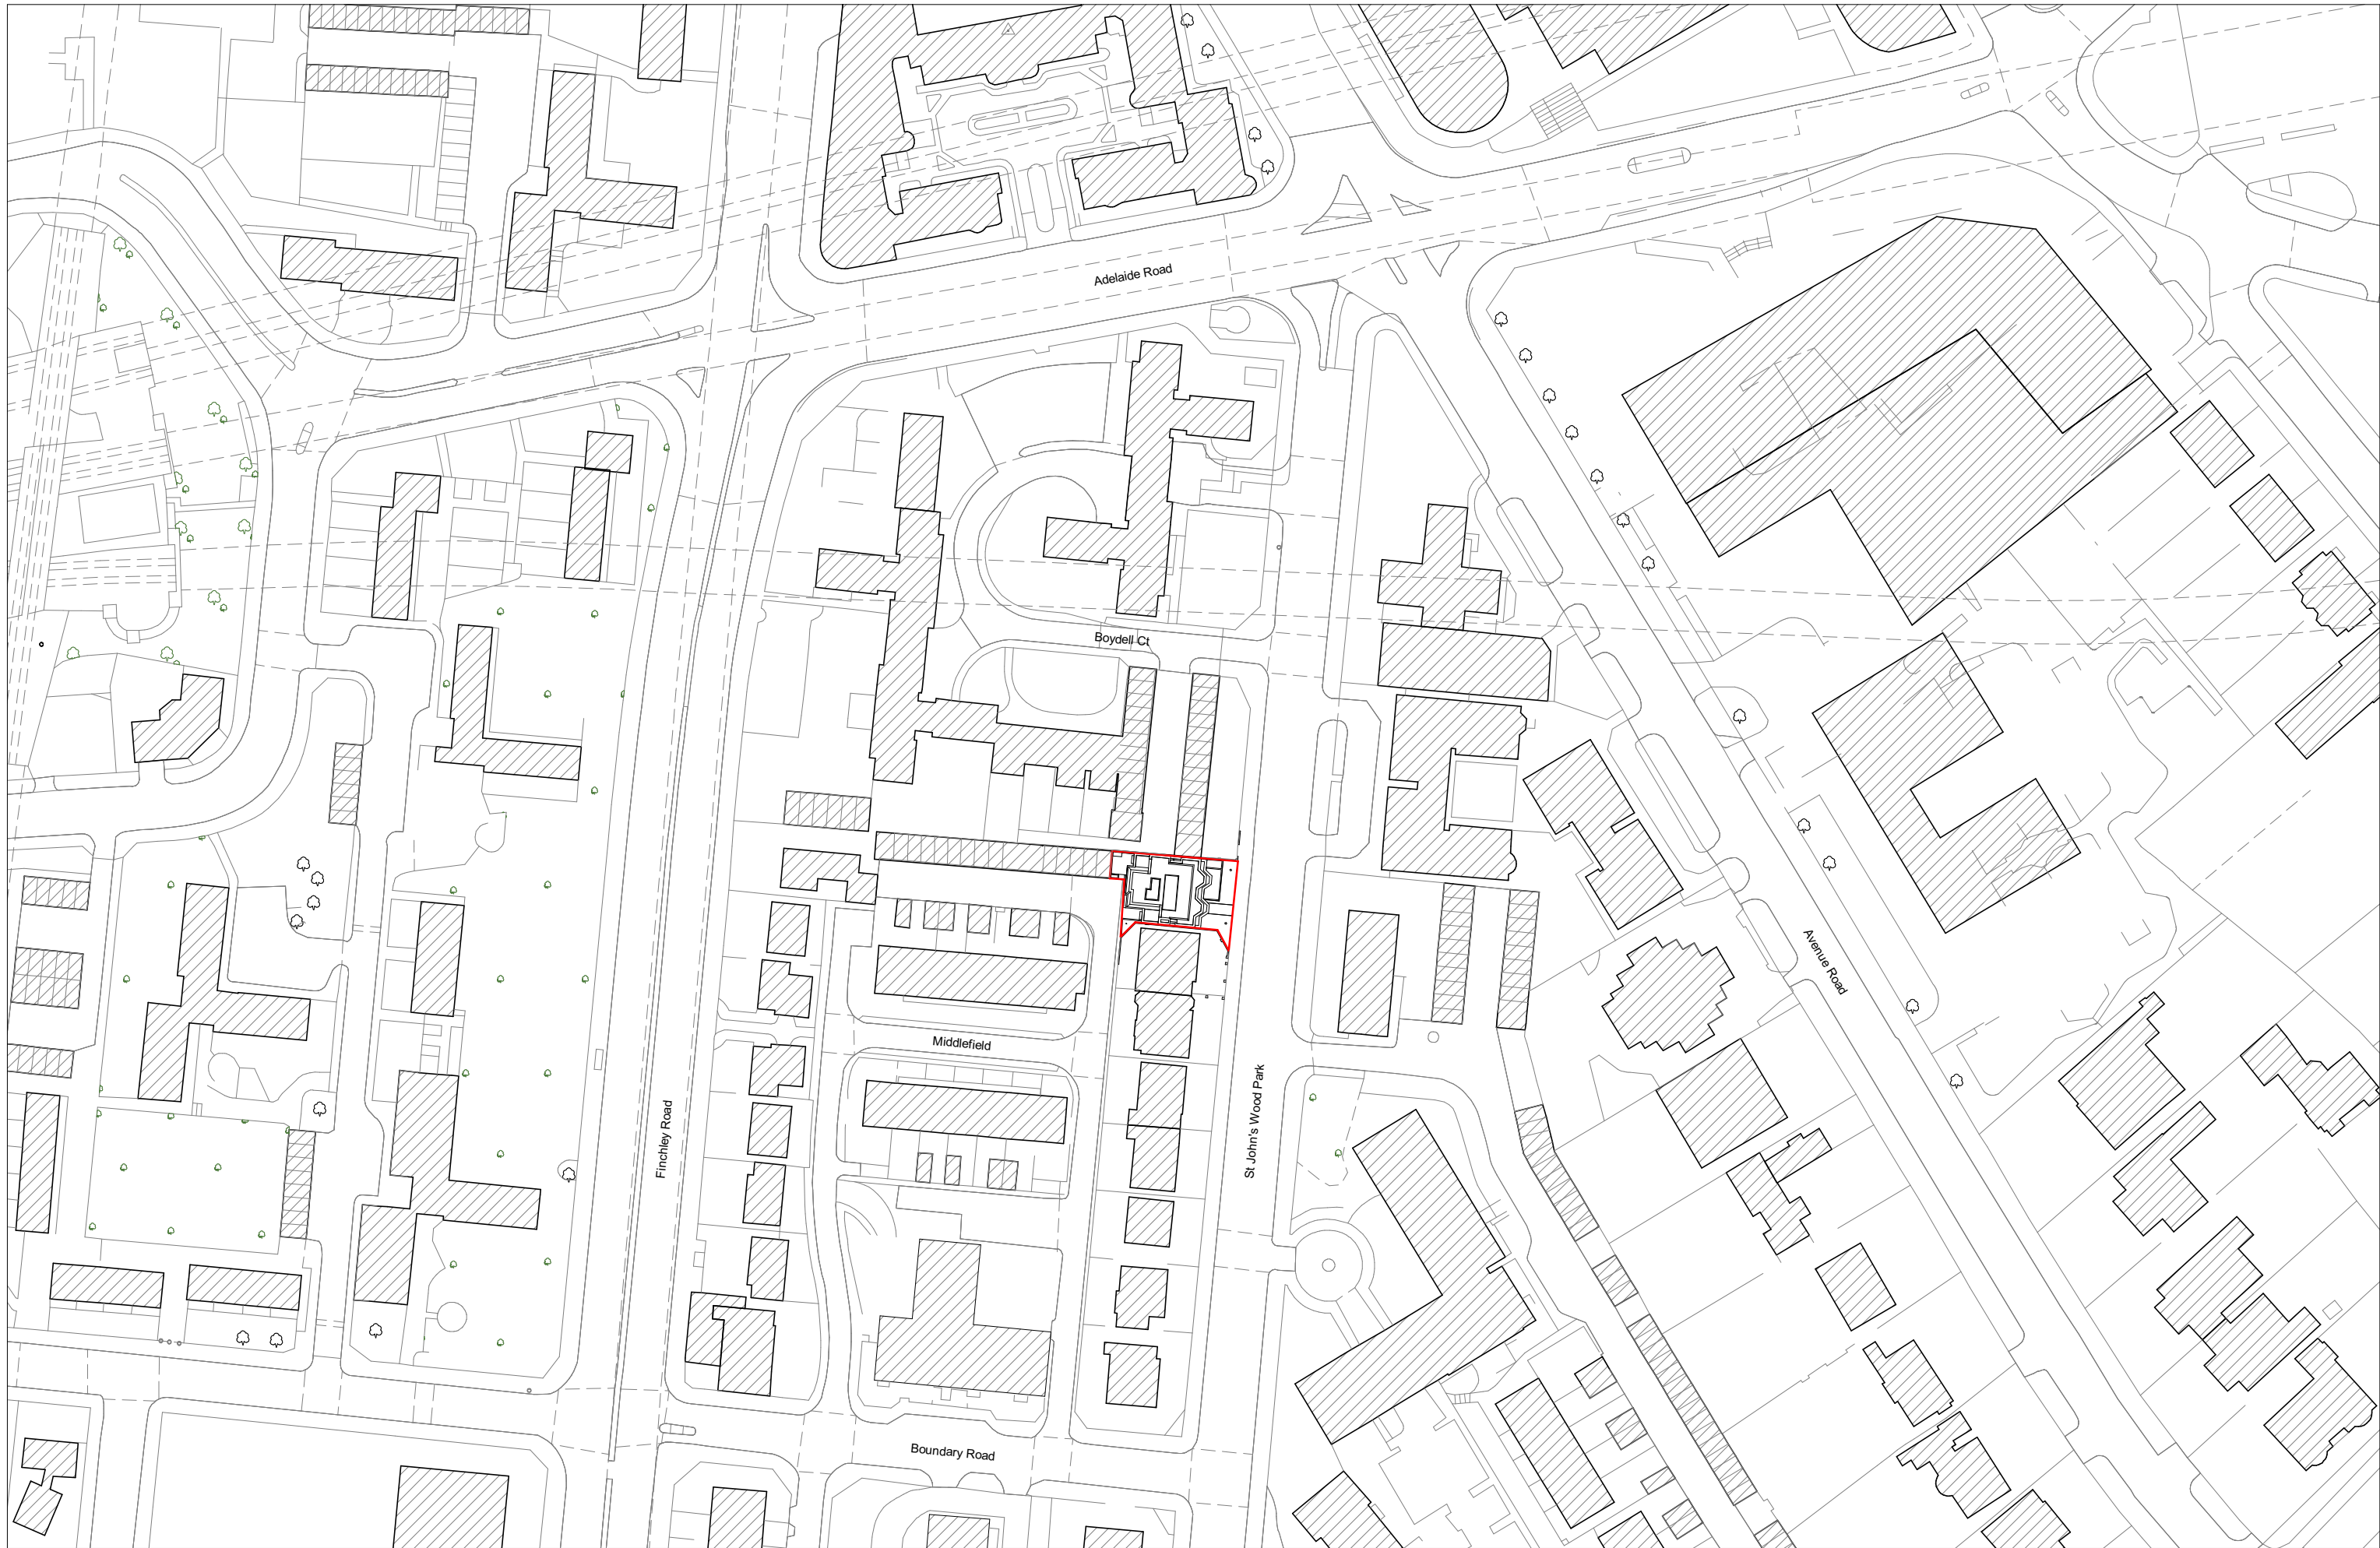 Adelaide Road
Boydell Ct
Avenue Road
Middlefield
St John's Wood Park
Finchley Road
Boundary Road